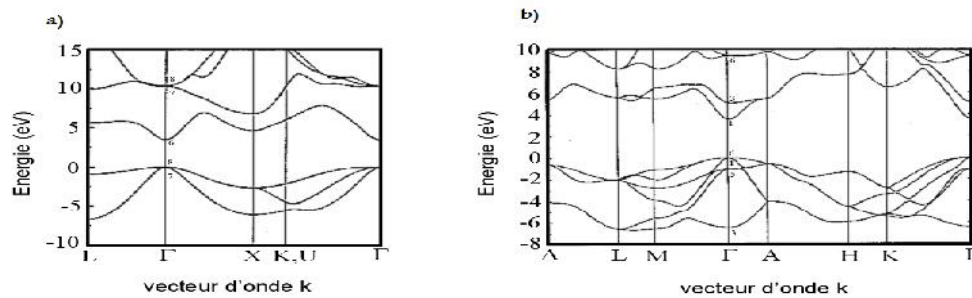 a)
Energie (eV)
15
10
5
0
-5
-10
L Γ X K,U Γ
vecteur d'onde k
b)
Energie (eV)
10
8
6
4
2
0
-2
-4
-6
-8
A L M Γ A H K Γ
vecteur d'onde k